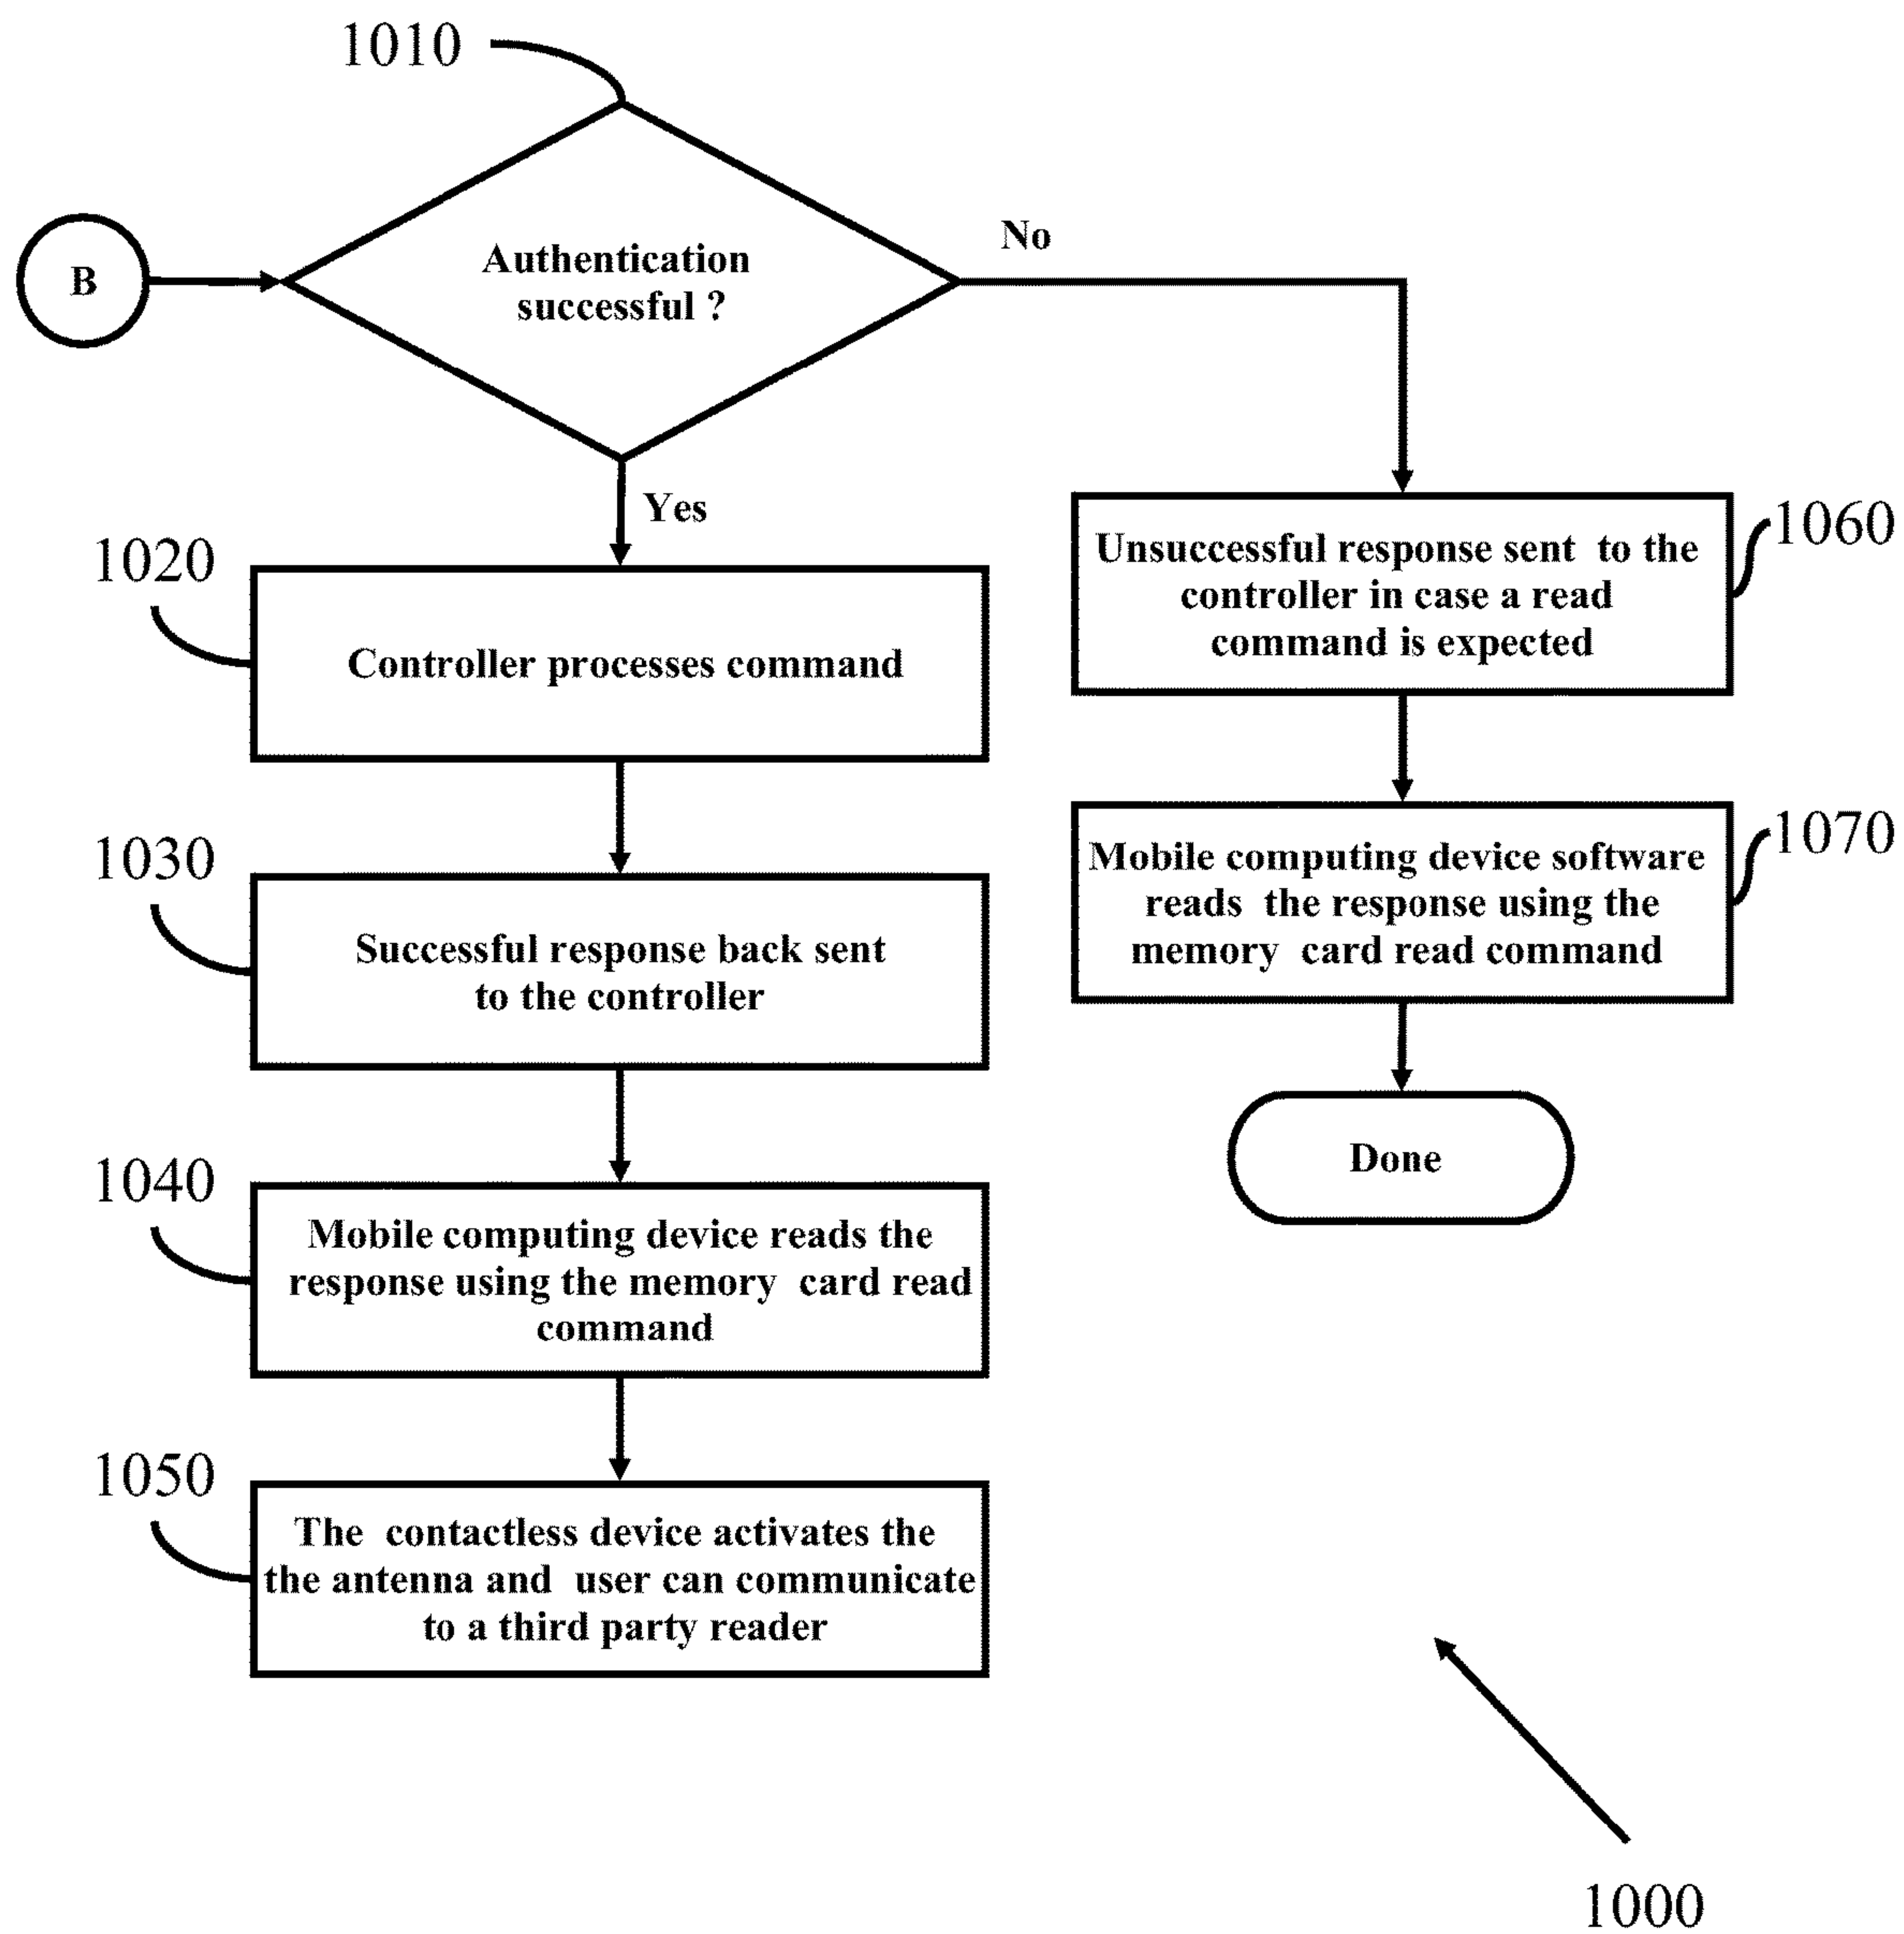 1010
B
Authentication
successful ?
No
Yes
1020
Controller processes command
1030
Successful response back sent
to the controller
1040
Mobile computing device reads the
response using the memory card read
command
1050
The contactless device activates the
the antenna and user can communicate
to a third party reader
1060
Unsuccessful response sent to the
controller in case a read
command is expected
1070
Mobile computing device software
reads the response using the
memory card read command
Done
1000